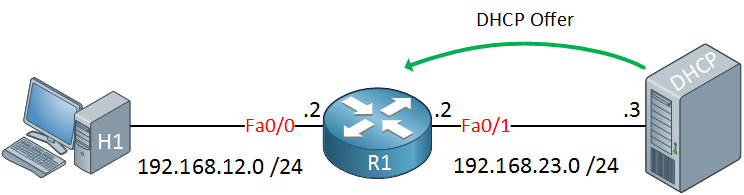 DHCP Offer
DHCP
H1
Fa0/0
.2
R1
.2
Fa0/1
.3
192.168.12.0 /24
192.168.23.0 /24